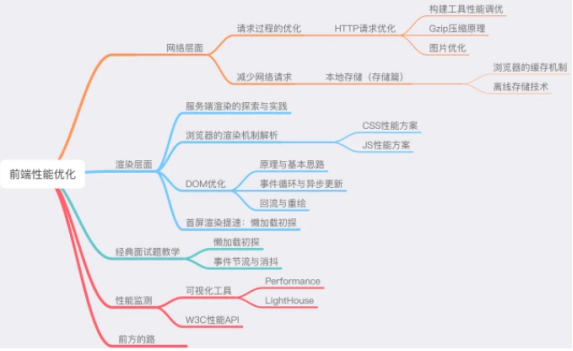 前端性能优化
网络层面
请求过程的优化
HTTP请求优化
构建工具性能调优
Gzip压缩原理
图片优化
减少网络请求
本地存储（存储篇）
浏览器的缓存机制
离线存储技术
渲染层面
服务端渲染的探索与实践
浏览器的渲染机制解析
CSS性能方案
JS性能方案
DOM优化
原理与基本思路
事件循环与异步更新
回流与重绘
首屏渲染提速：懒加载初探
经典面试题教学
懒加载初探
事件节流与消抖
性能监测
可视化工具
Performance
LightHouse
W3C性能API
前方的路